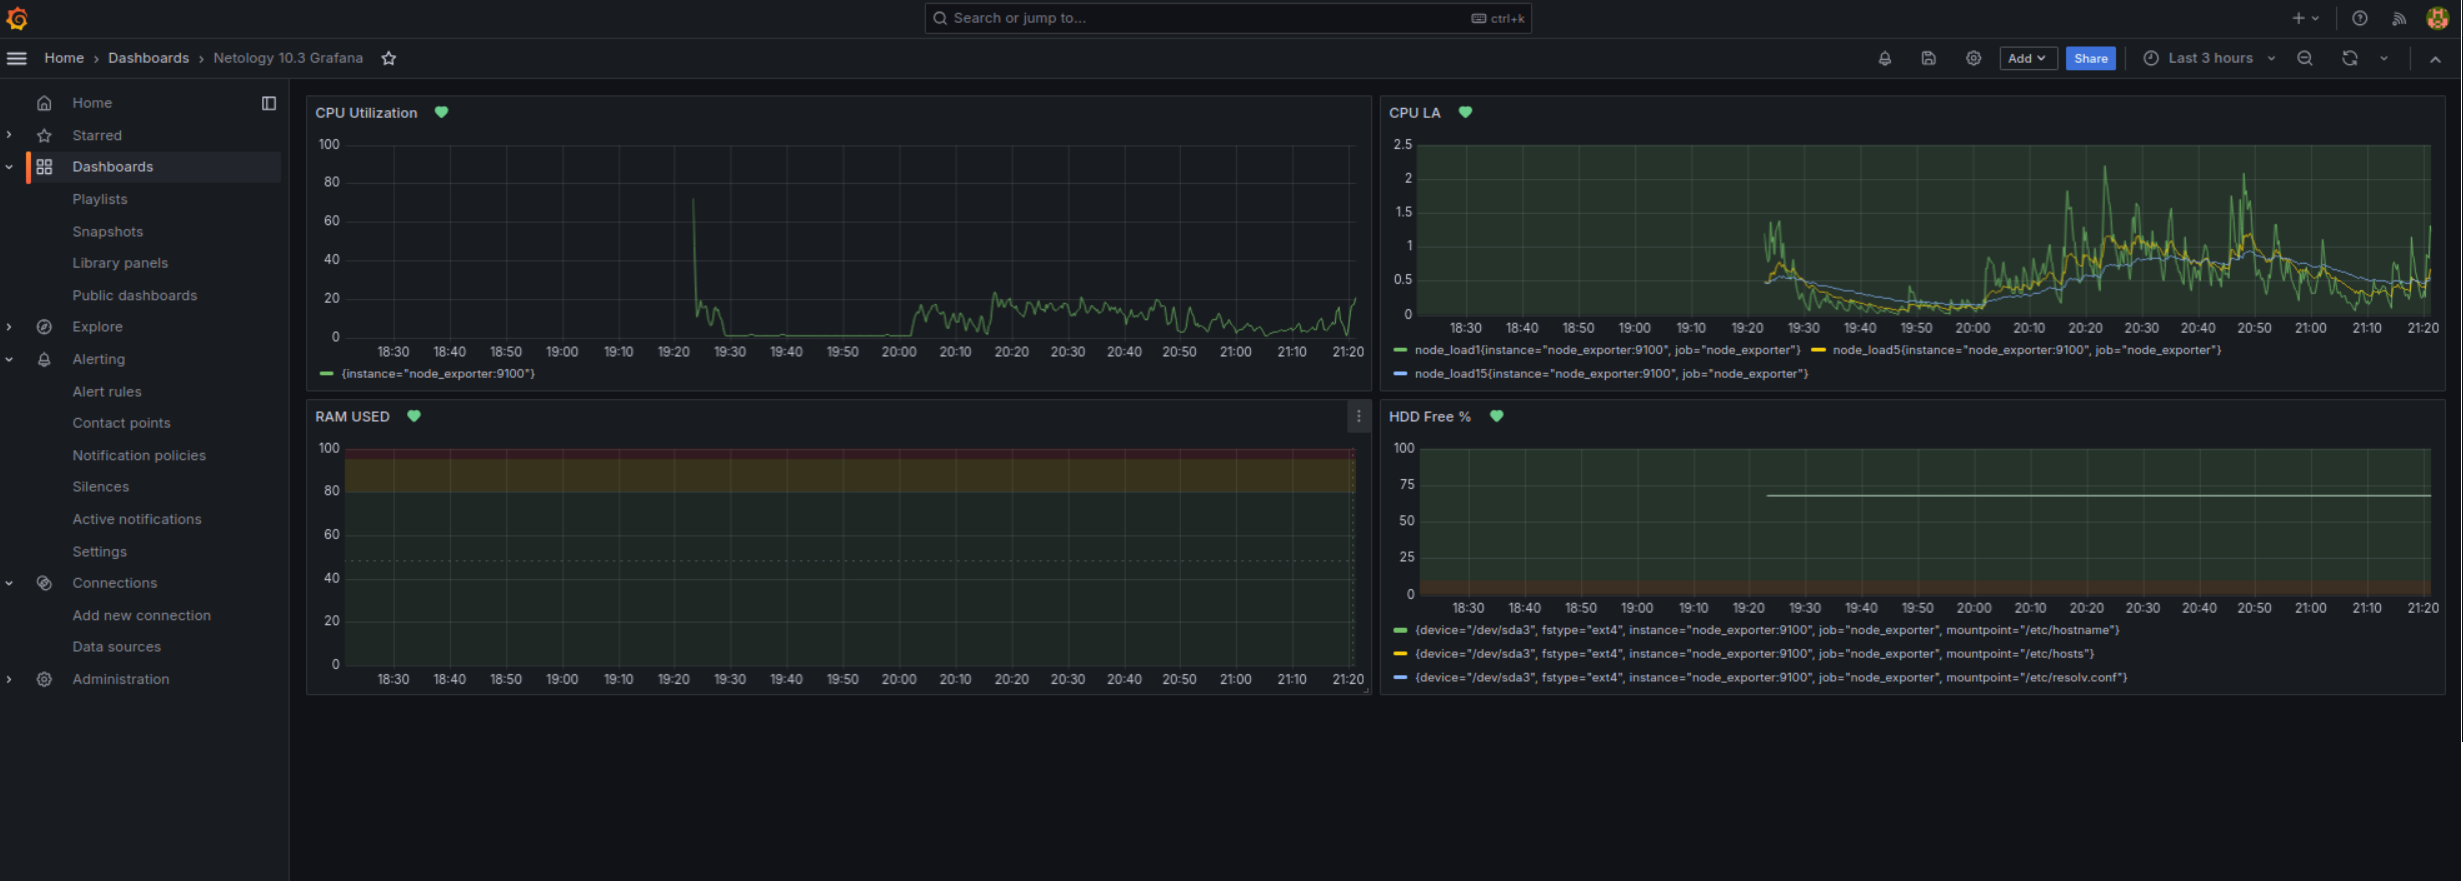 Search or jump to...
ctrl+k
Home › Dashboards › Netology 10.3 Grafana
Add
Share
Last 3 hours
Home
Starred
Dashboards
Playlists
Snapshots
Library panels
Public dashboards
Explore
Alerting
Alert rules
Contact points
Notification policies
Silences
Active notifications
Settings
Connections
Add new connection
Data sources
Administration
CPU Utilization
100
80
60
40
20
0
18:30 18:40 18:50 19:00 19:10 19:20 19:30 19:40 19:50 20:00 20:10 20:20 20:30 20:40 20:50 21:00 21:10 21:20
{instance="node_exporter:9100"}
CPU LA
2.5
2
1.5
1
0.5
0
18:30 18:40 18:50 19:00 19:10 19:20 19:30 19:40 19:50 20:00 20:10 20:20 20:30 20:40 20:50 21:00 21:10 21:20
node_load1{instance="node_exporter:9100", job="node_exporter"} node_load5{instance="node_exporter:9100", job="node_exporter"}
node_load15{instance="node_exporter:9100", job="node_exporter"}
RAM USED
100
80
60
40
20
0
18:30 18:40 18:50 19:00 19:10 19:20 19:30 19:40 19:50 20:00 20:10 20:20 20:30 20:40 20:50 21:00 21:10 21:20
HDD Free %
100
75
50
25
0
18:30 18:40 18:50 19:00 19:10 19:20 19:30 19:40 19:50 20:00 20:10 20:20 20:30 20:40 20:50 21:00 21:10 21:20
{device="/dev/sda3", fstype="ext4", instance="node_exporter:9100", job="node_exporter", mountpoint="/etc/hostname"}
{device="/dev/sda3", fstype="ext4", instance="node_exporter:9100", job="node_exporter", mountpoint="/etc/hosts"}
{device="/dev/sda3", fstype="ext4", instance="node_exporter:9100", job="node_exporter", mountpoint="/etc/resolv.conf"}